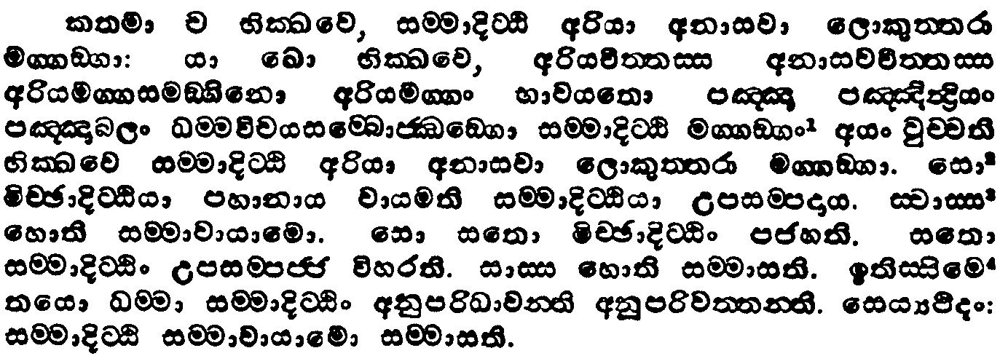 කතමා ච භික්ඛවෙ, සම්මාදිට්ඨි අරියා අනාසවා ලොකුත්තරා
මග්ගඞ්ගා: යා ඛො භික්ඛවෙ, අරියචිත්තස්ස අනාසවචිත්තස්ස
අරියමග්ගසමඞ්ගිනො අරියමග්ගං භාවයතො පඤ්ඤා පඤ්ඤින්ද්‍රියං
පඤ්ඤාබලං ධම්මවිචයසම්බොජ්ඣඞ්ගො සම්මාදිට්ඨි මග්ගඞ්ගං¹ අයං වුච්චති
භික්ඛවෙ සම්මාදිට්ඨි අරියා අනාසවා ලොකුත්තරා මග්ගඞ්ගා. සො²
මිච්ඡාදිට්ඨියා පහානාය වායමති සම්මාදිට්ඨියා උපසම්පදාය. ස්වාස්ස³
හොති සම්මාවායාමො. සො සතො මිච්ඡාදිට්ඨිං පජහති. සතො
සම්මාදිට්ඨිං උපසම්පජ්ජ විහරති. සාස්ස හොති සම්මාසති. ඉතිස්සිමෙ⁴
තයො ධම්මා සම්මාදිට්ඨිං අනුපරිධාවන්ති අනුපරිවත්තන්ති. සෙය්‍යථිදං:
සම්මාදිට්ඨි සම්මාවායාමො සම්මාසති.